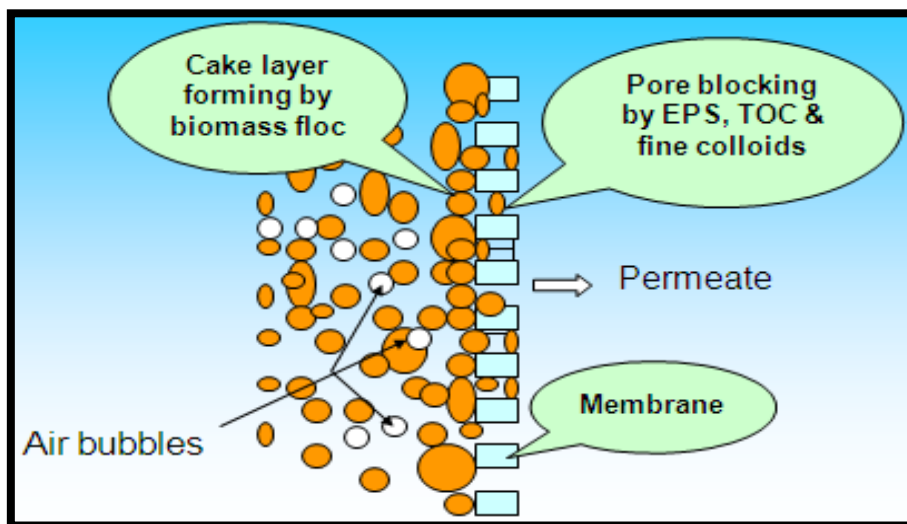 Cake layer
forming by
biomass floc
Pore blocking
by EPS, TOC &
fine colloids
Permeate
Membrane
Air bubbles